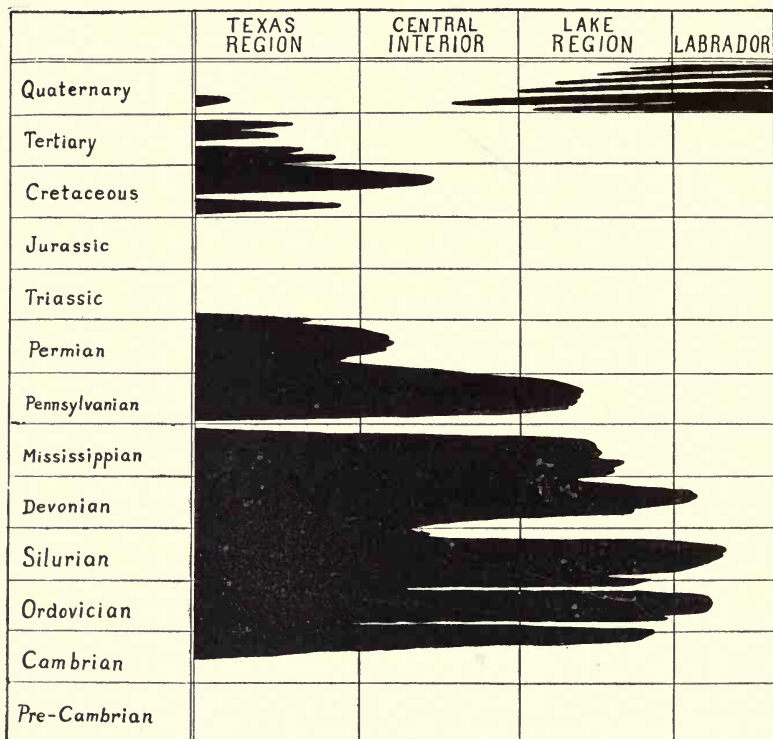 TEXAS REGION
CENTRAL INTERIOR
LAKE REGION
LABRADOR
Quaternary
Tertiary
Cretaceous
Jurassic
Triassic
Permian
Pennsylvanian
Mississippian
Devonian
Silurian
Ordovician
Cambrian
Pre-Cambrian